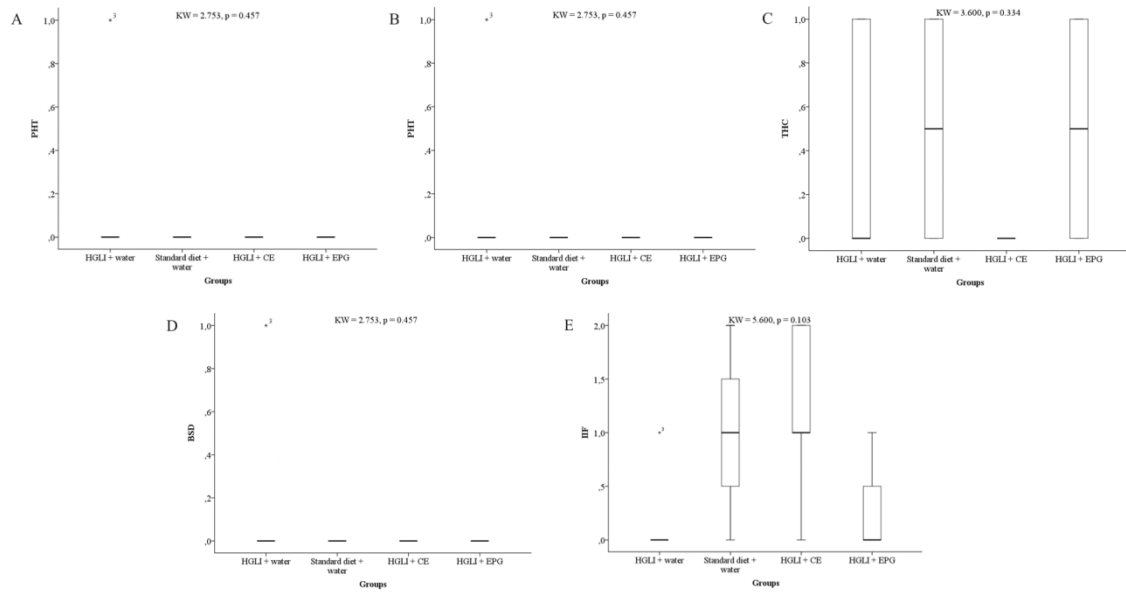 A
KW = 2.753, p = 0.457
1,0
,8
,6
,4
,2
,0
PHT
3
HGLI + water
Standard diet +
water
HGLI + CE
HGLI + EPG
Groups
B
KW = 2.753, p = 0.457
1,0
,8
,6
,4
,2
,0
PHT
3
HGLI + water
Standard diet +
water
HGLI + CE
HGLI + EPG
Groups
C
KW = 3.600, p = 0.334
1,0
,8
,6
,4
,2
,0
THC
HGLI + water
Standard diet +
water
HGLI + CE
HGLI + EPG
Groups
D
KW = 2.753, p = 0.457
1,0
,8
,6
,4
,2
,0
BSD
3
HGLI + water
Standard diet +
water
HGLI + CE
HGLI + EPG
Groups
E
KW = 5.600, p = 0.103
2,0
1,5
1,0
,5
,0
IIF
3
HGLI + water
Standard diet +
water
HGLI + CE
HGLI + EPG
Groups